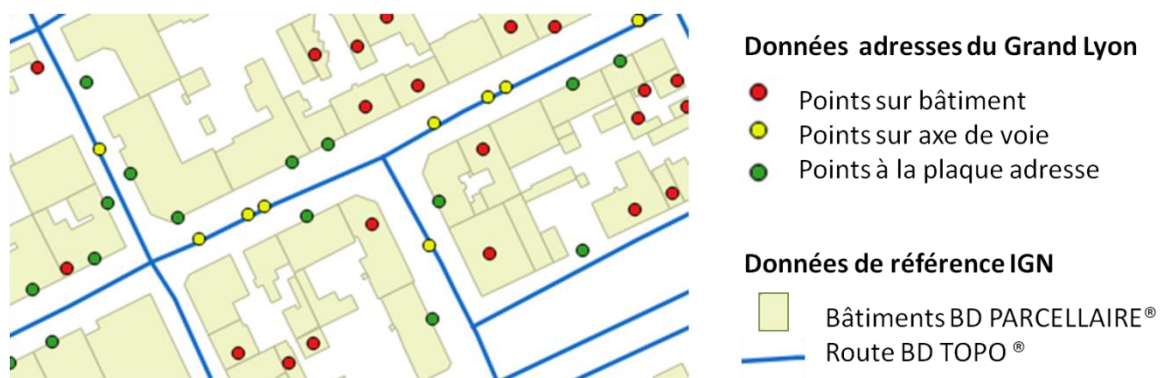 Données adresses du Grand Lyon
Points sur bâtiment
Points sur axe de voie
Points à la plaque adresse
Données de référence IGN
Bâtiments BD PARCELLAIRE®
Route BD TOPO ®